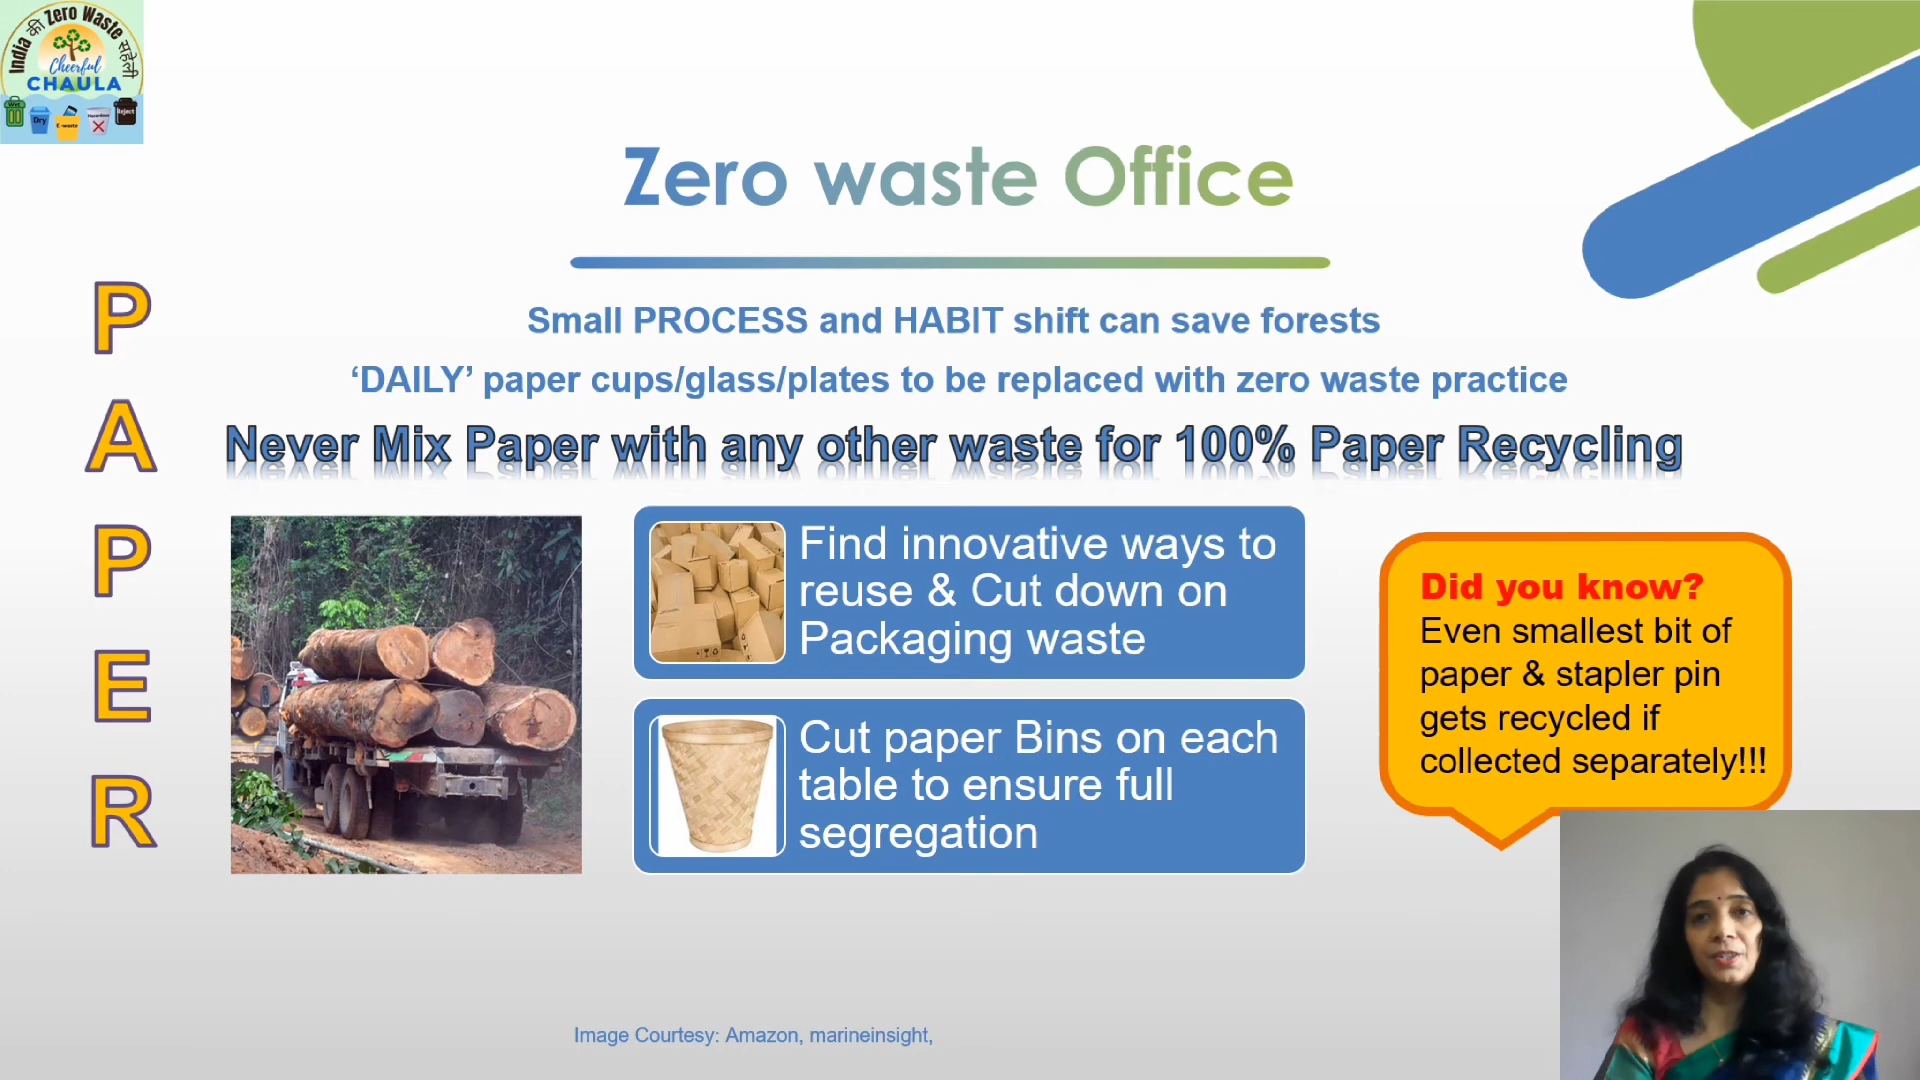 India की Zero Waste सहेली
Cheerful
CHAULA
Wet
Dry
E-waste
Hazardous
Reject
Zero waste Office
Small PROCESS and HABIT shift can save forests
‘DAILY’ paper cups/glass/plates to be replaced with zero waste practice
Never Mix Paper with any other waste for 100% Paper Recycling
P
A
P
E
R
Find innovative ways to
reuse & Cut down on
Packaging waste
Cut paper Bins on each
table to ensure full
segregation
Did you know?
Even smallest bit of
paper & stapler pin
gets recycled if
collected separately!!!
Image Courtesy: Amazon, marineinsight,